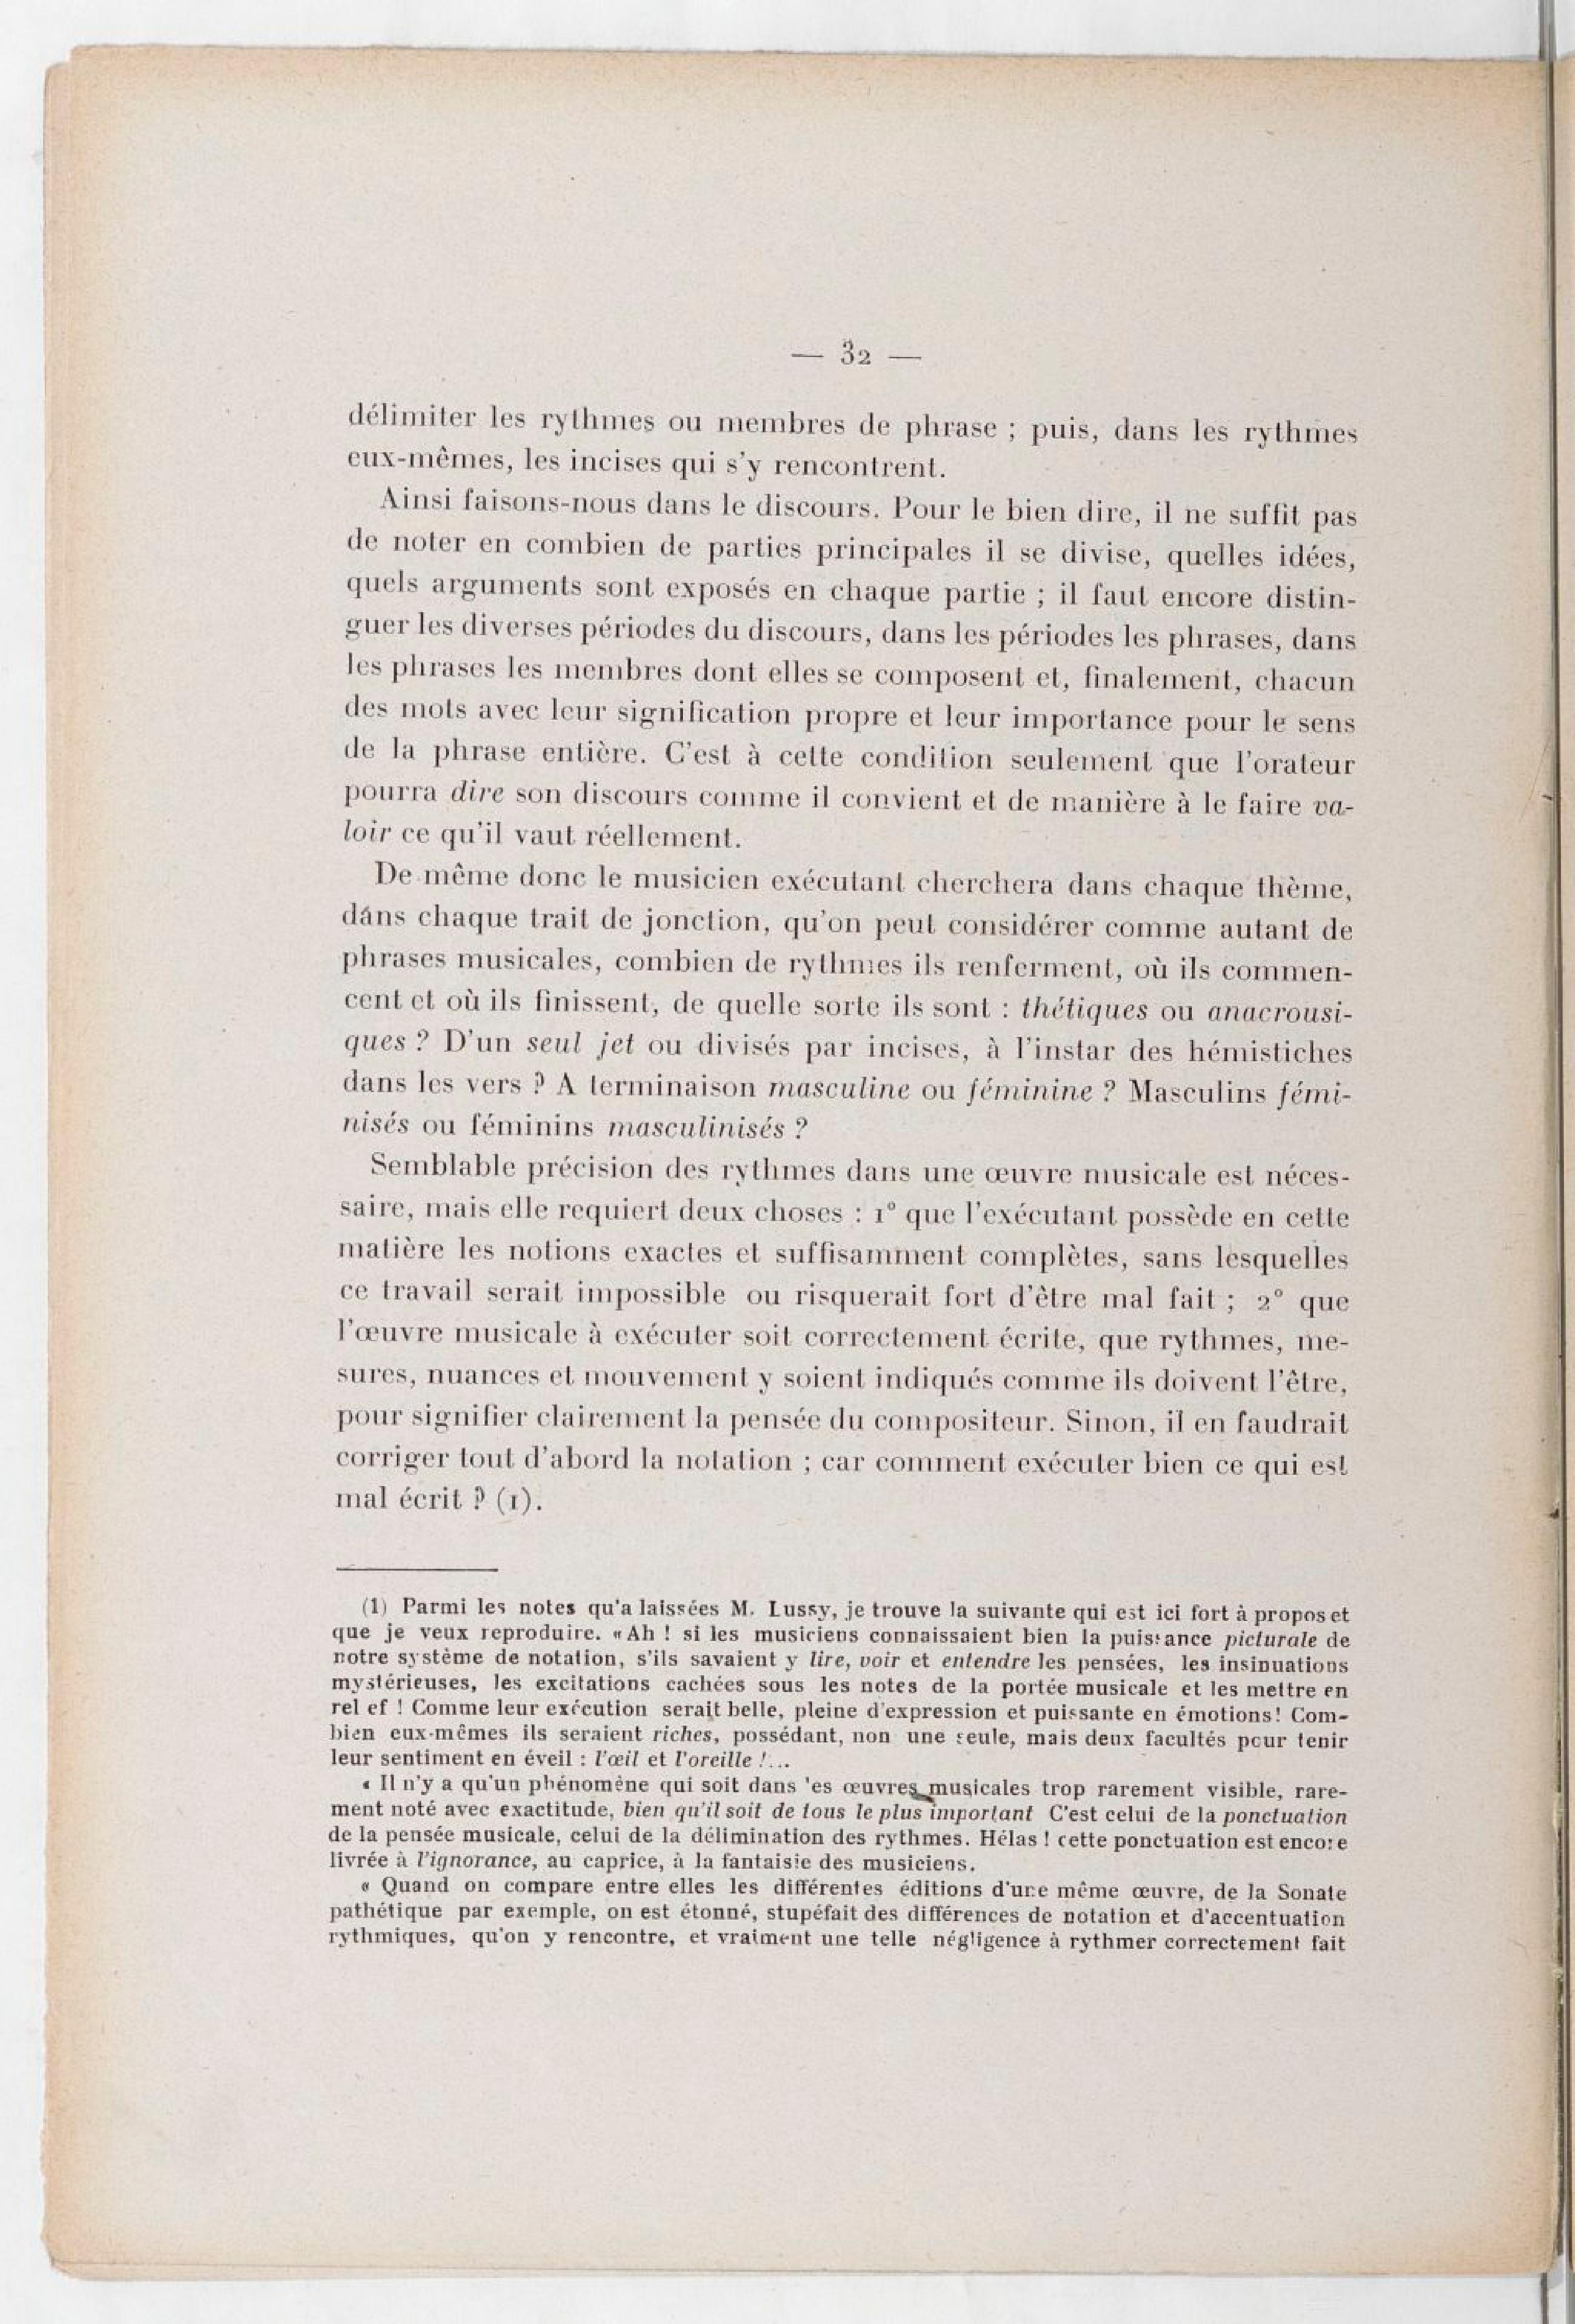 — 32 —
délimiter les rythmes ou membres de phrase ; puis, dans les rythmes
eux-mêmes, les incises qui s'y rencontrent.
Ainsi faisons-nous dans le discours. Pour le bien dire, il ne suffit pas
de noter en combien de parties principales il se divise, quelles idées,
quels arguments sont exposés en chaque partie ; il faut encore distin-
guer les diverses périodes du discours, dans les périodes les phrases, dans
les phrases les membres dont elles se composent et, finalement, chacun
des mots avec leur signification propre et leur importance pour le sens
de la phrase entière. C'est à cette condition seulement que l'orateur
pourra dire son discours comme il convient et de manière à le faire va-
loir ce qu'il vaut réellement.
De même donc le musicien exécutant cherchera dans chaque thème,
dans chaque trait de jonction, qu'on peut considérer comme autant de
phrases musicales, combien de rythmes ils renferment, où ils commen-
cent et où ils finissent, de quelle sorte ils sont : thétiques ou anacrousi-
ques ? D'un seul jet ou divisés par incises, à l'instar des hémistiches
dans les vers ? A terminaison masculine ou féminine ? Masculins fémi-
nisés ou féminins masculinisés ?
Semblable précision des rythmes dans une œuvre musicale est néces-
saire, mais elle requiert deux choses : 1° que l'exécutant possède en cette
matière les notions exactes et suffisamment complètes, sans lesquelles
ce travail serait impossible ou risquerait fort d'être mal fait ; 2° que
l'œuvre musicale à exécuter soit correctement écrite, que rythmes, me-
sures, nuances et mouvement y soient indiqués comme ils doivent l'être,
pour signifier clairement la pensée du compositeur. Sinon, il en faudrait
corriger tout d'abord la notation ; car comment exécuter bien ce qui est
mal écrit ? (1).
(1) Parmi les notes qu'a laissées M. Lussy, je trouve la suivante qui est ici fort à propos et
que je veux reproduire. « Ah ! si les musiciens connaissaient bien la puissance picturale de
notre système de notation, s'ils savaient y lire, voir et entendre les pensées, les insinuations
mystérieuses, les excitations cachées sous les notes de la portée musicale et les mettre en
rel ef ! Comme leur exécution serait belle, pleine d'expression et puissante en émotions! Com-
bien eux-mêmes ils seraient riches, possédant, non une seule, mais deux facultés pour tenir
leur sentiment en éveil : l'œil et l'oreille !...
« Il n'y a qu'un phénomène qui soit dans 'es œuvres musicales trop rarement visible, rare-
ment noté avec exactitude, bien qu'il soit de tous le plus important C'est celui de la ponctuation
de la pensée musicale, celui de la délimination des rythmes. Hélas ! cette ponctuation est encore
livrée à l'ignorance, au caprice, à la fantaisie des musiciens.
« Quand on compare entre elles les différentes éditions d'une même œuvre, de la Sonate
pathétique par exemple, on est étonné, stupéfait des différences de notation et d'accentuation
rythmiques, qu'on y rencontre, et vraiment une telle négligence à rythmer correctement fait